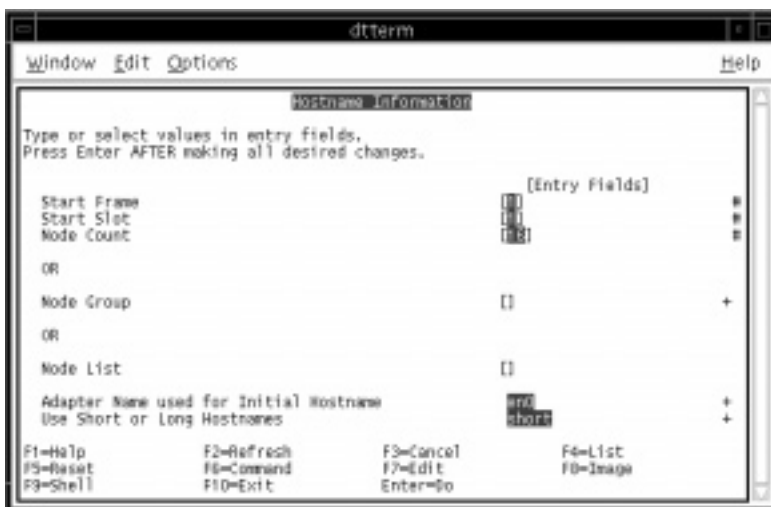 dtterm
Window Edit Options Help
Hostname Information
Type or select values in entry fields.
Press Enter AFTER making all desired changes.
[Entry Fields]
Start Frame [] #
Start Slot [] #
Node Count [] #
OR
Node Group [] +
OR
Node List []
Adapter Name used for Initial Hostname en0 +
Use Short or Long Hostnames short +
F1=Help F2=Refresh F3=Cancel F4=List
F5=Reset F6=Command F7=Edit F8=Image
F9=Shell F10=Exit Enter=Do